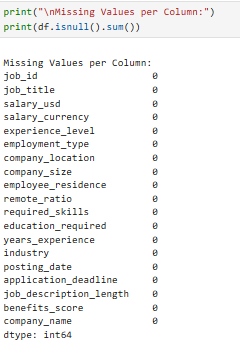 print("\nMissing Values per Column:")
print(df.isnull().sum())
Missing Values per Column:
job_id 0
job_title 0
salary_usd 0
salary_currency 0
experience_level 0
employment_type 0
company_location 0
company_size 0
employee_residence 0
remote_ratio 0
required_skills 0
education_required 0
years_experience 0
industry 0
posting_date 0
application_deadline 0
job_description_length 0
benefits_score 0
company_name 0
dtype: int64